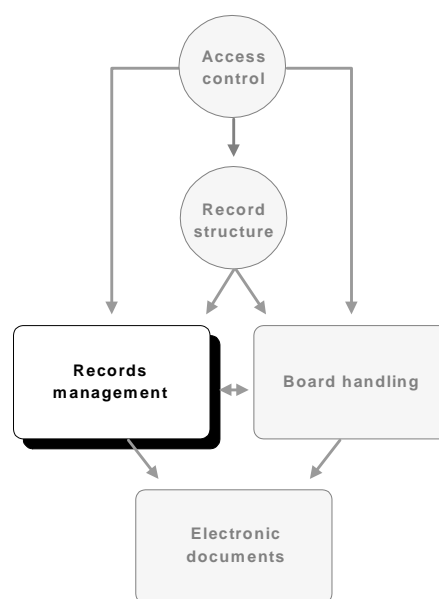 Access
control
Record
structure
Records
management
Board handling
Electronic
documents